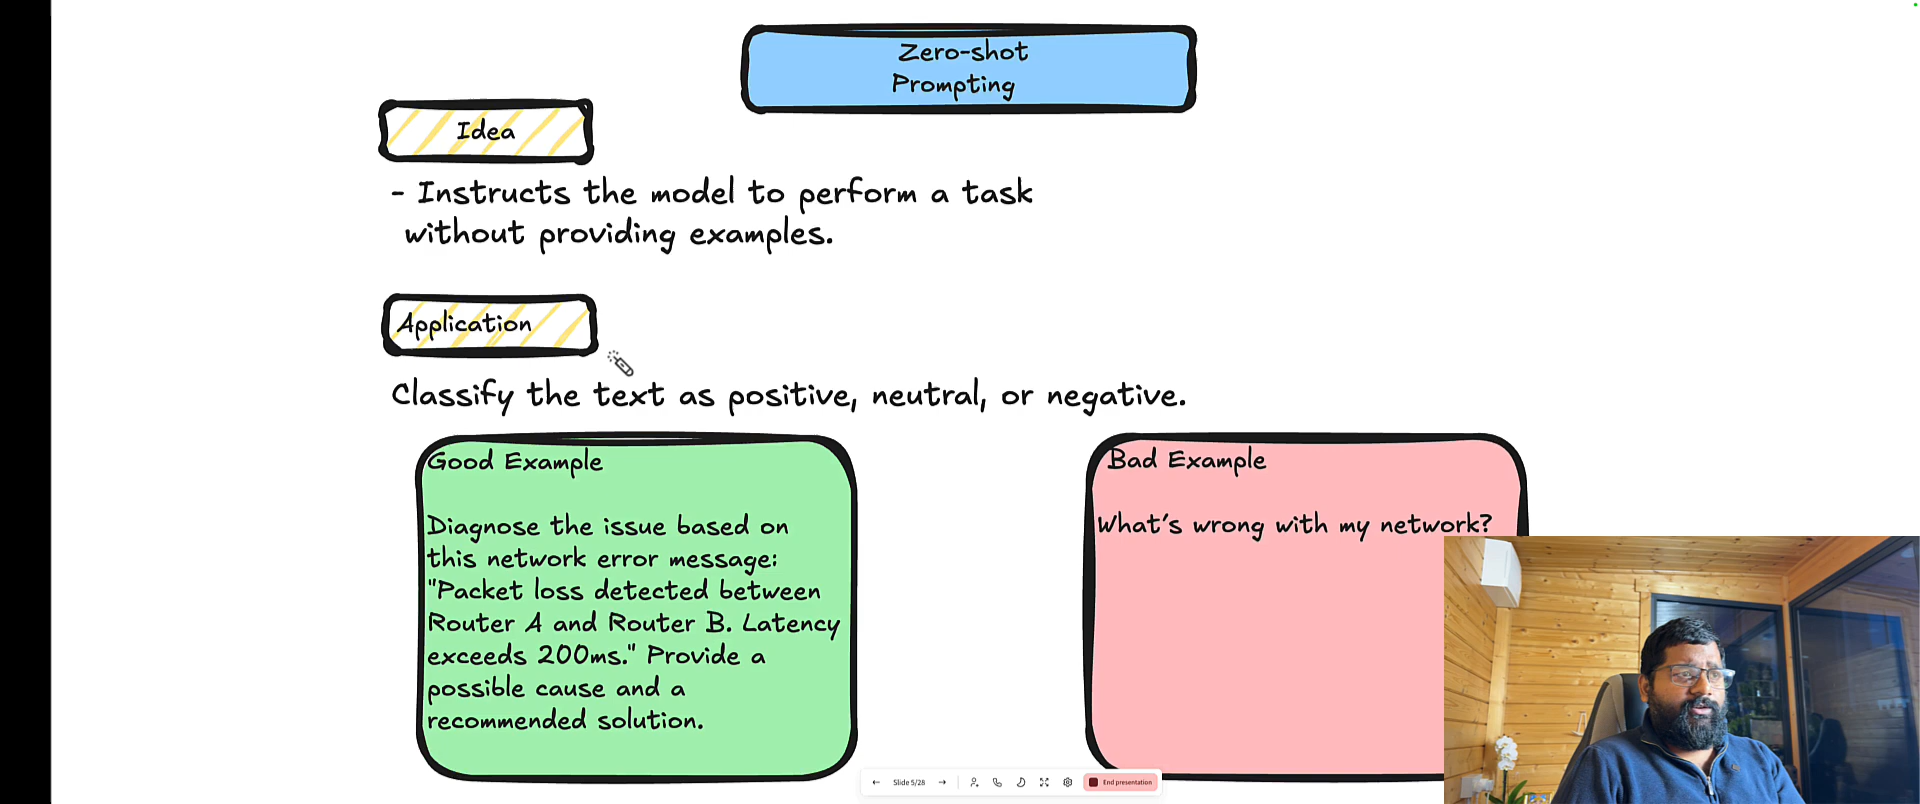 Zero-shot
Prompting
Idea
- Instructs the model to perform a task
without providing examples.
Application
Classify the text as positive, neutral, or negative.
Good Example
Diagnose the issue based on
this network error message:
"Packet loss detected between
Router A and Router B. Latency
exceeds 200ms." Provide a
possible cause and a
recommended solution.
Bad Example
What's wrong with my network?
Slide 5/28
End presentation